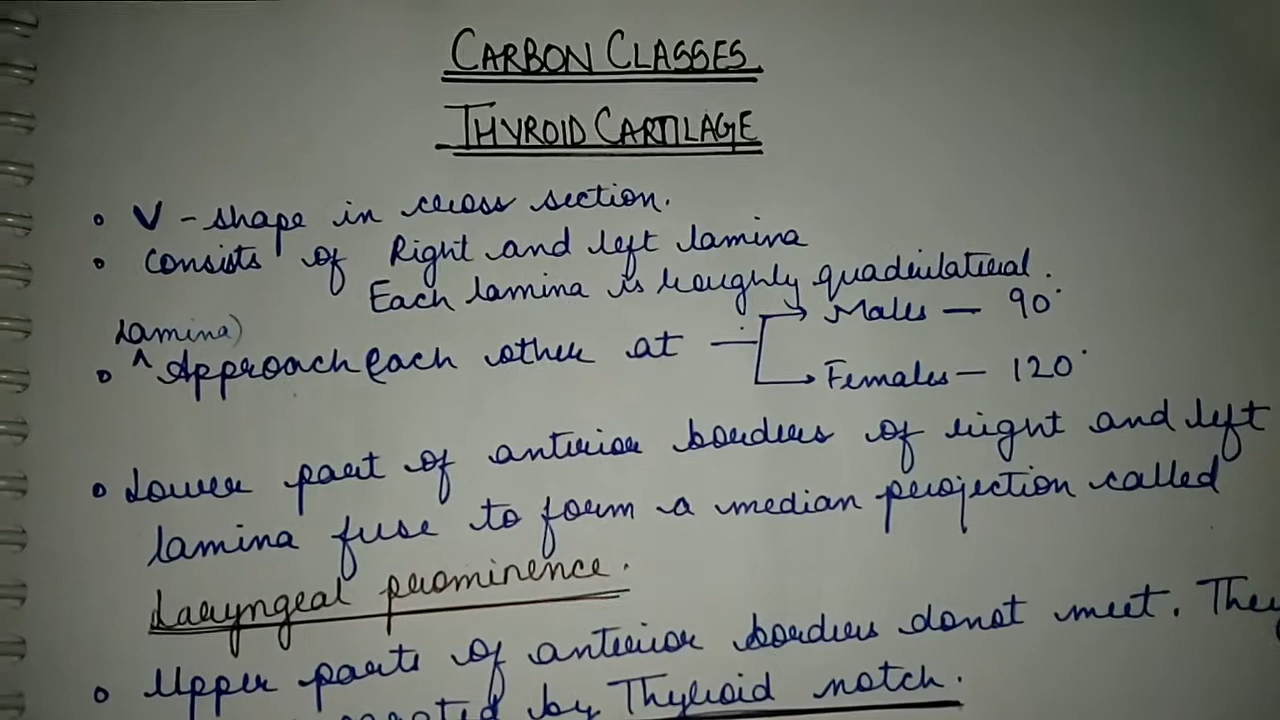 CARBON CLASSES
THYROID CARTILAGE
• V - shape in cross section.
• Consists of Right and left lamina
Each lamina is roughly quadrilateral.
Lamina)
• ^ Approach each other at — Males — 90°
Females — 120°
• Lower part of anterior borders of right and left
lamina fuse to form a median projection called
Laryngeal prominence.
• Upper parts of anterior borders donot meet. They
by Thyroid notch.